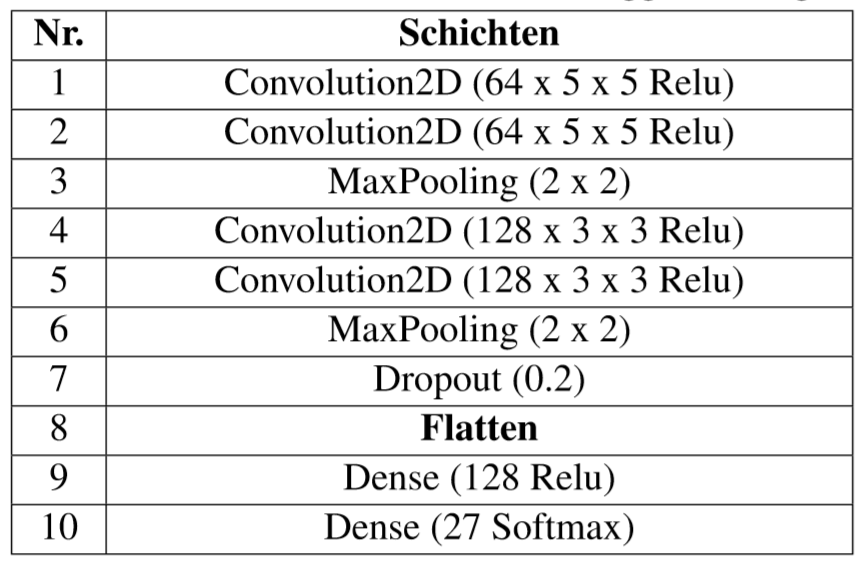 Nr. Schichten
1 Convolution2D (64 x 5 x 5 Relu)
2 Convolution2D (64 x 5 x 5 Relu)
3 MaxPooling (2 x 2)
4 Convolution2D (128 x 3 x 3 Relu)
5 Convolution2D (128 x 3 x 3 Relu)
6 MaxPooling (2 x 2)
7 Dropout (0.2)
8 Flatten
9 Dense (128 Relu)
10 Dense (27 Softmax)